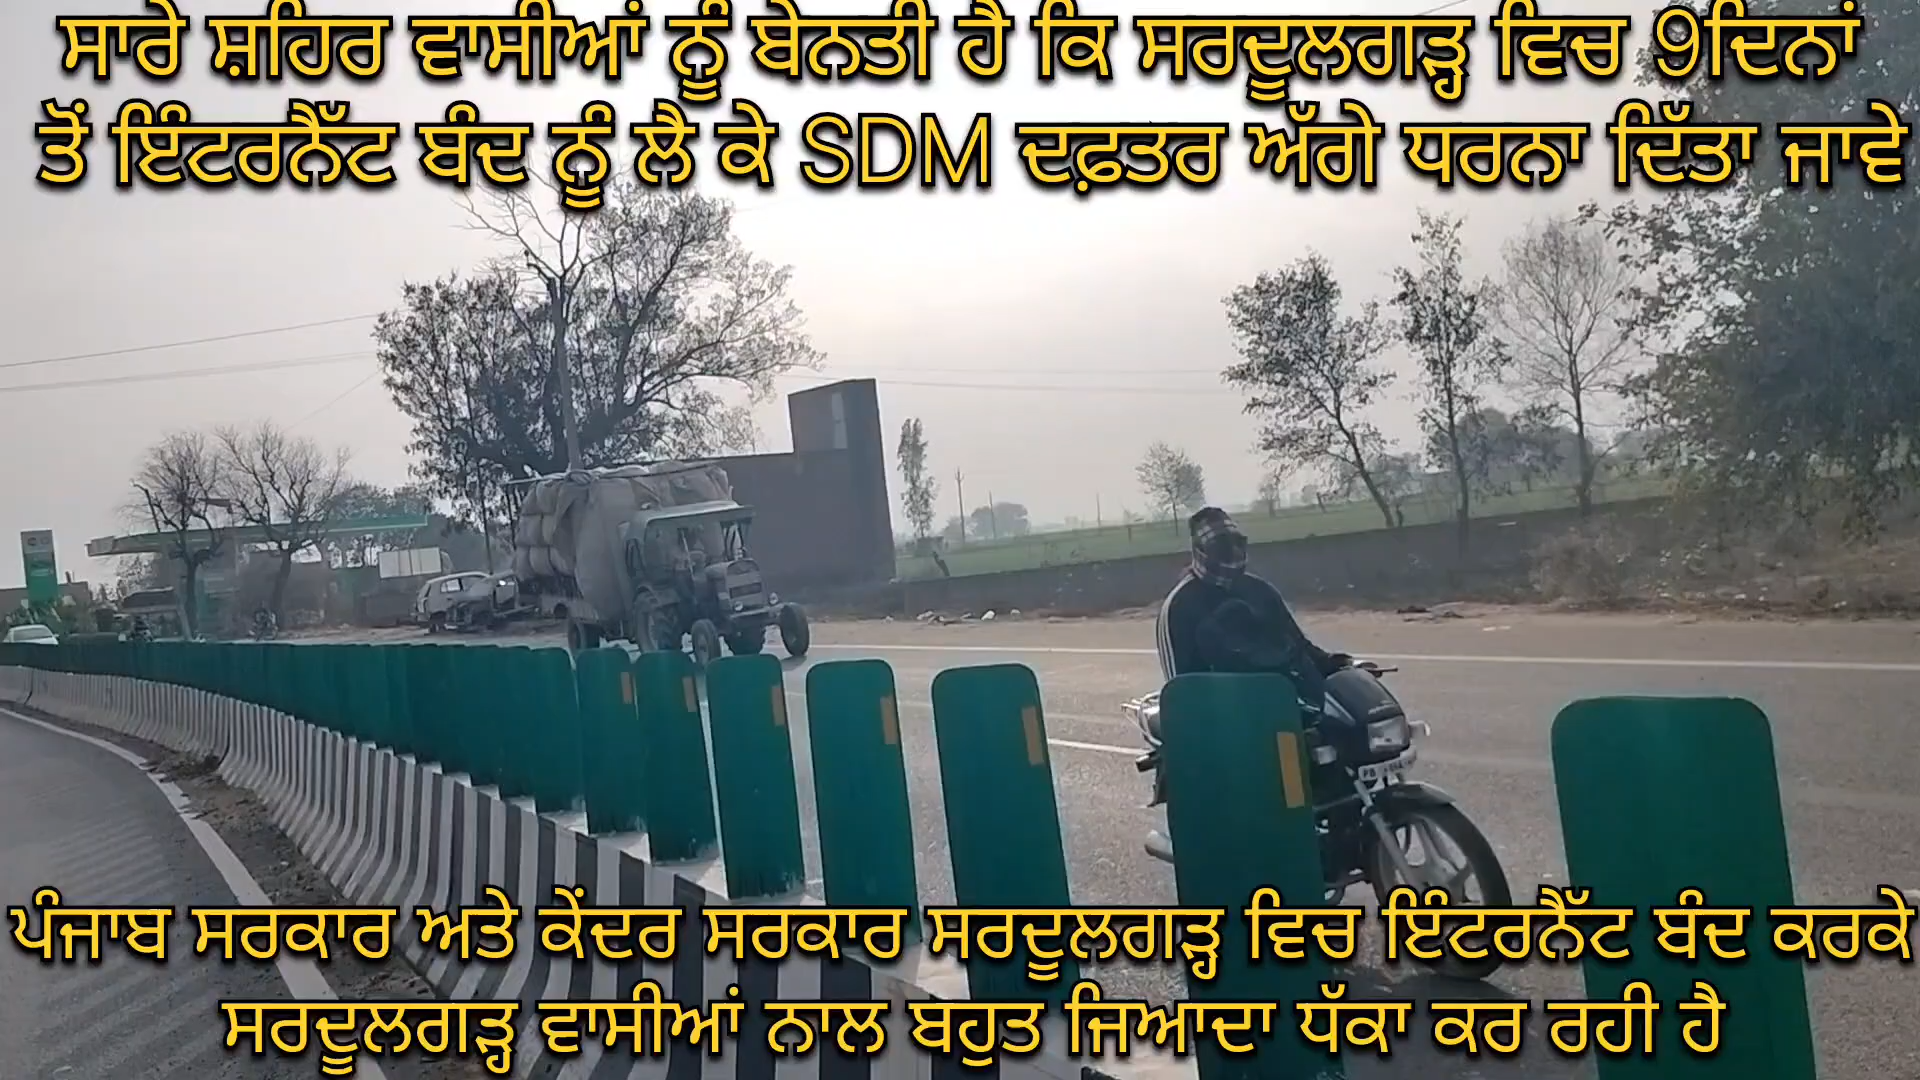 ਸਾਰੇ ਸ਼ਹਿਰ ਵਾਸੀਆਂ ਨੂੰ ਬੇਨਤੀ ਹੈ ਕਿ ਸਰਦੂਲਗੜ੍ਹ ਵਿਚ 9ਦਿਨਾਂ
ਤੋਂ ਇੰਟਰਨੈੱਟ ਬੰਦ ਨੂੰ ਲੈ ਕੇ SDM ਦਫ਼ਤਰ ਅੱਗੇ ਧਰਨਾ ਦਿੱਤਾ ਜਾਵੇ
ਪੰਜਾਬ ਸਰਕਾਰ ਅਤੇ ਕੇਂਦਰ ਸਰਕਾਰ ਸਰਦੂਲਗੜ੍ਹ ਵਿਚ ਇੰਟਰਨੈੱਟ ਬੰਦ ਕਰਕੇ
ਸਰਦੂਲਗੜ੍ਹ ਵਾਸੀਆਂ ਨਾਲ ਬਹੁਤ ਜਿਆਦਾ ਧੱਕਾ ਕਰ ਰਹੀ ਹੈ